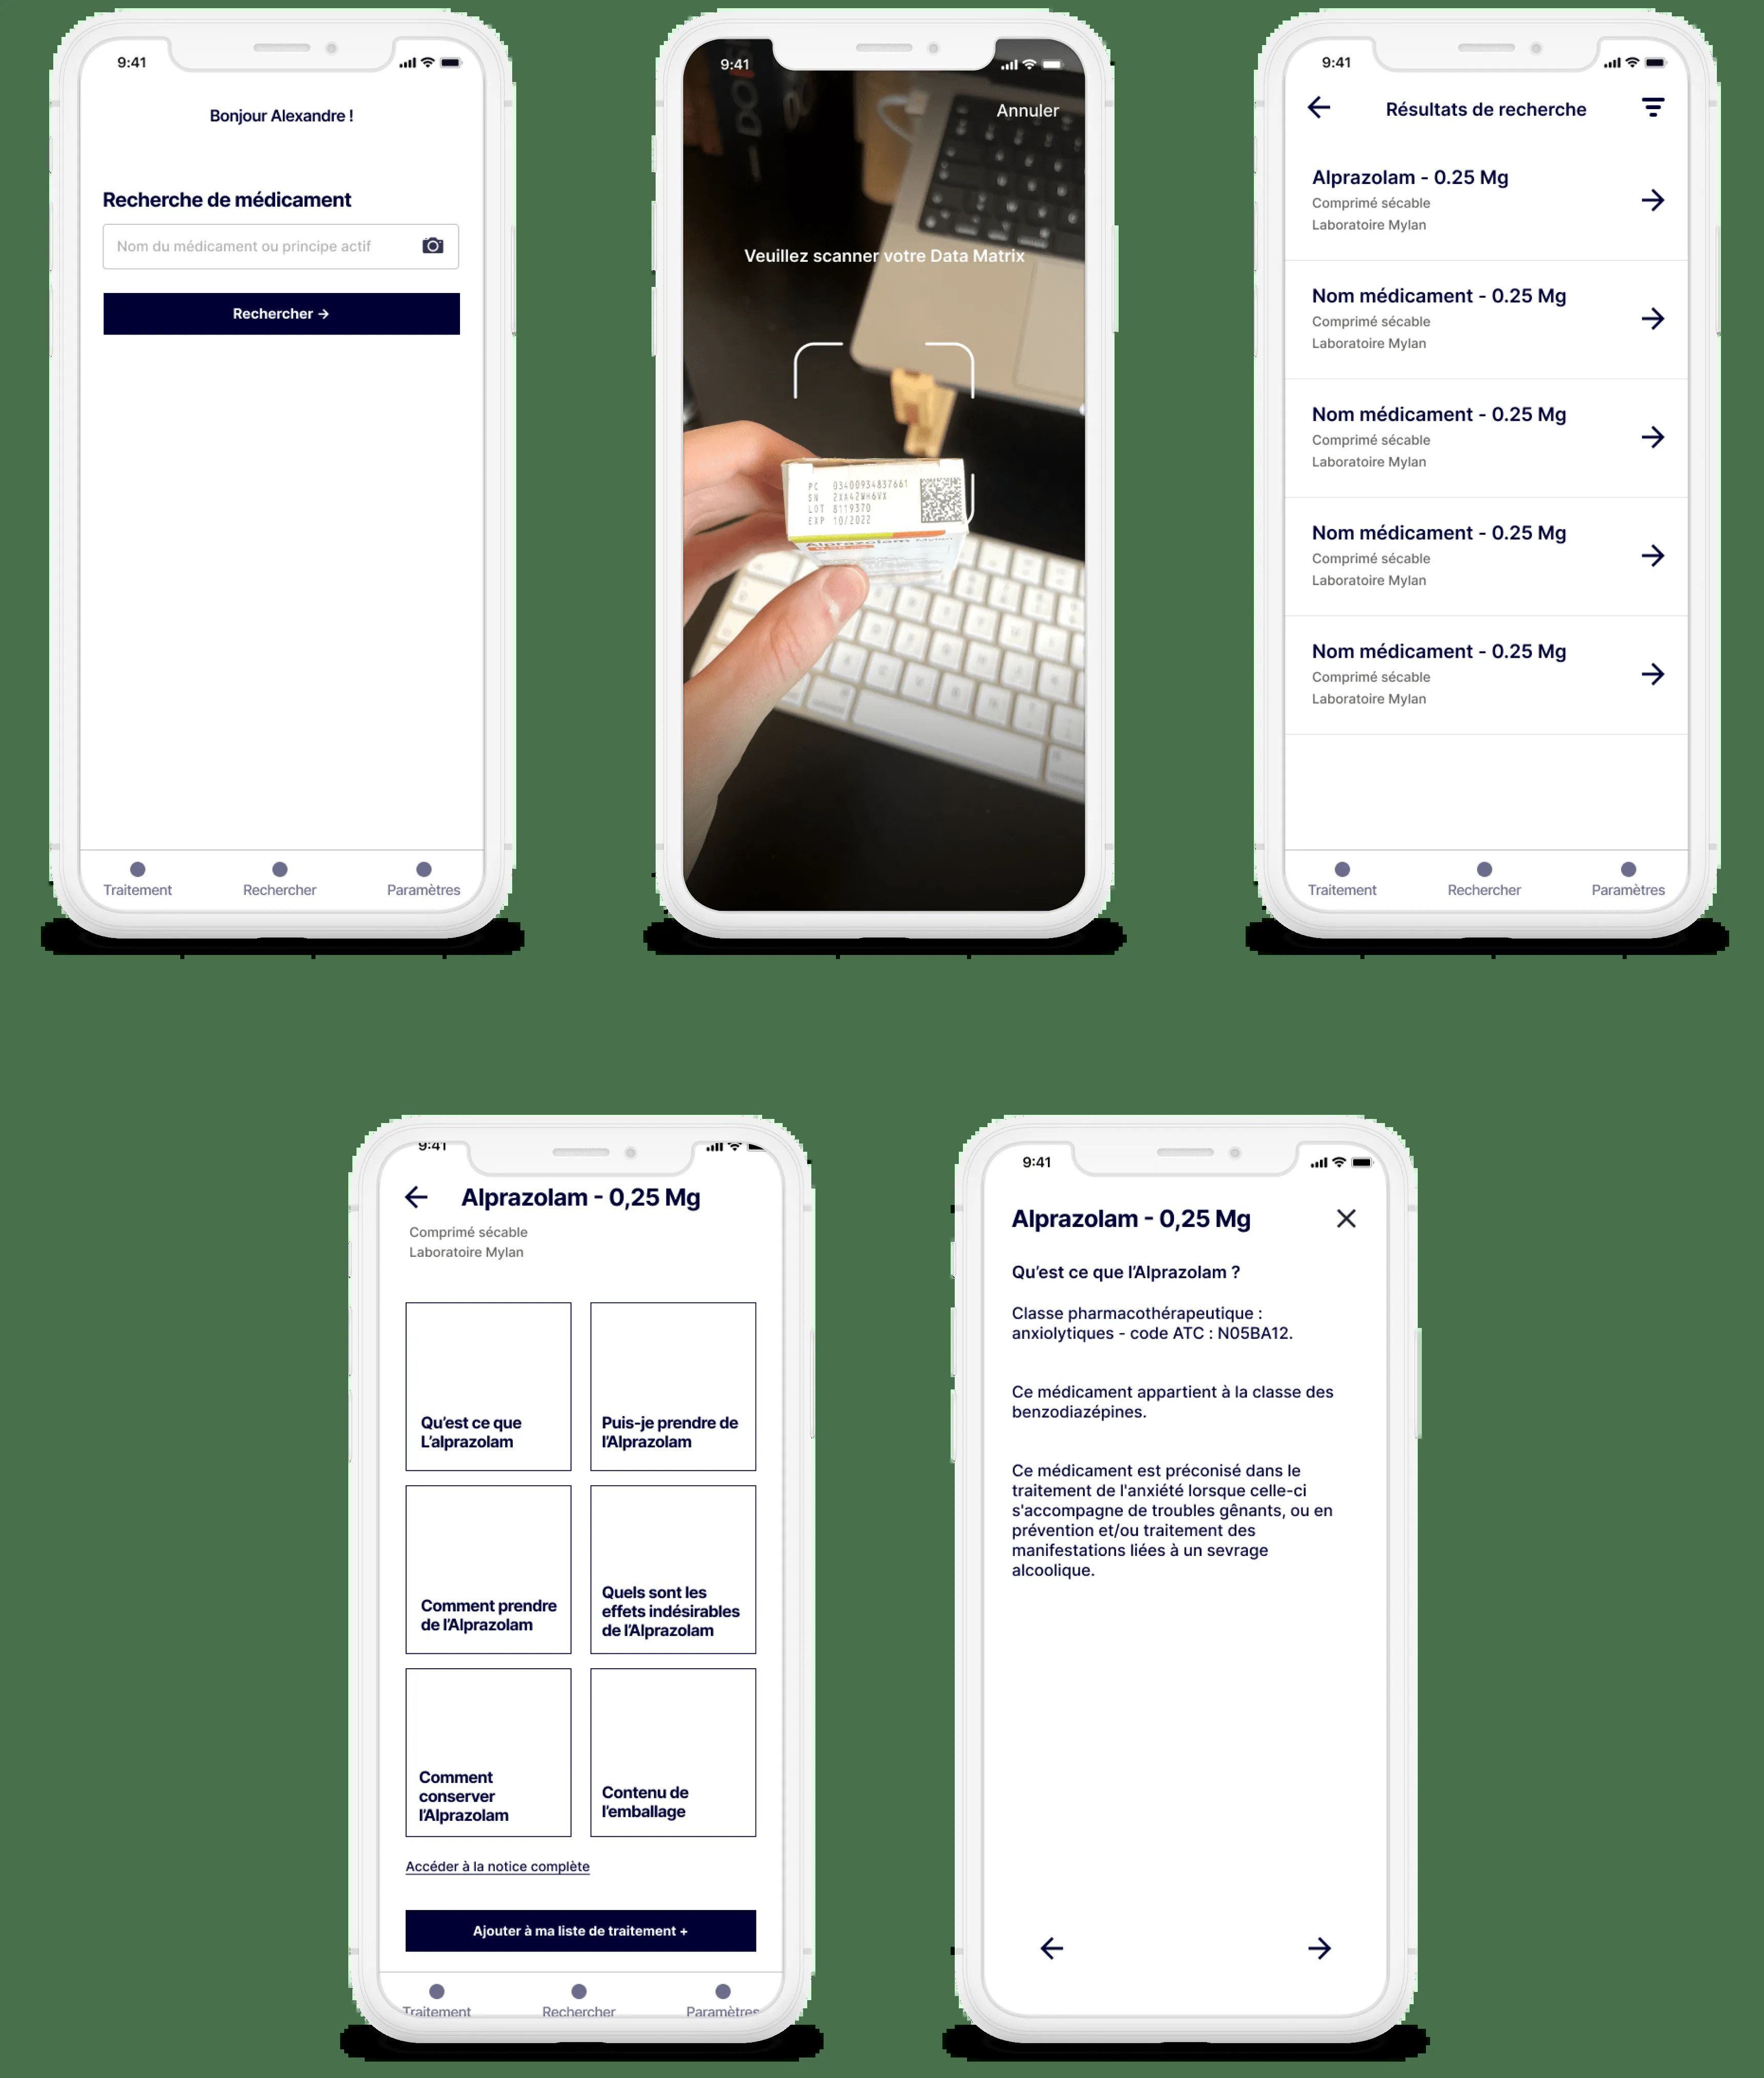 9:41
Bonjour Alexandre !
Recherche de médicament
Nom du médicament ou principe actif
Rechercher →
Traitement
Rechercher
Paramètres
9:41
Annuler
Veuillez scanner votre Data Matrix
PC 03400934837661
SN 2XA42WH6VX
LOT 8119370
EXP 10/2022
Alprazolam Mylan
9:41
Résultats de recherche
Alprazolam - 0.25 Mg
Comprimé sécable
Laboratoire Mylan
Nom médicament - 0.25 Mg
Comprimé sécable
Laboratoire Mylan
Nom médicament - 0.25 Mg
Comprimé sécable
Laboratoire Mylan
Nom médicament - 0.25 Mg
Comprimé sécable
Laboratoire Mylan
Nom médicament - 0.25 Mg
Comprimé sécable
Laboratoire Mylan
Traitement
Rechercher
Paramètres
9:41
Alprazolam - 0,25 Mg
Comprimé sécable
Laboratoire Mylan
Qu’est ce que
L’alprazolam
Puis-je prendre de
l’Alprazolam
Comment prendre
de l’Alprazolam
Quels sont les
effets indésirables
de l’Alprazolam
Comment
conserver
l’Alprazolam
Contenu de
l’emballage
Accéder à la notice complète
Ajouter à ma liste de traitement +
Traitement
Rechercher
Paramètres
9:41
Alprazolam - 0,25 Mg
Qu’est ce que l’Alprazolam ?
Classe pharmacothérapeutique :
anxiolytiques - code ATC : N05BA12.
Ce médicament appartient à la classe des
benzodiazépines.
Ce médicament est préconisé dans le
traitement de l'anxiété lorsque celle-ci
s'accompagne de troubles gênants, ou en
prévention et/ou traitement des
manifestations liées à un sevrage
alcoolique.